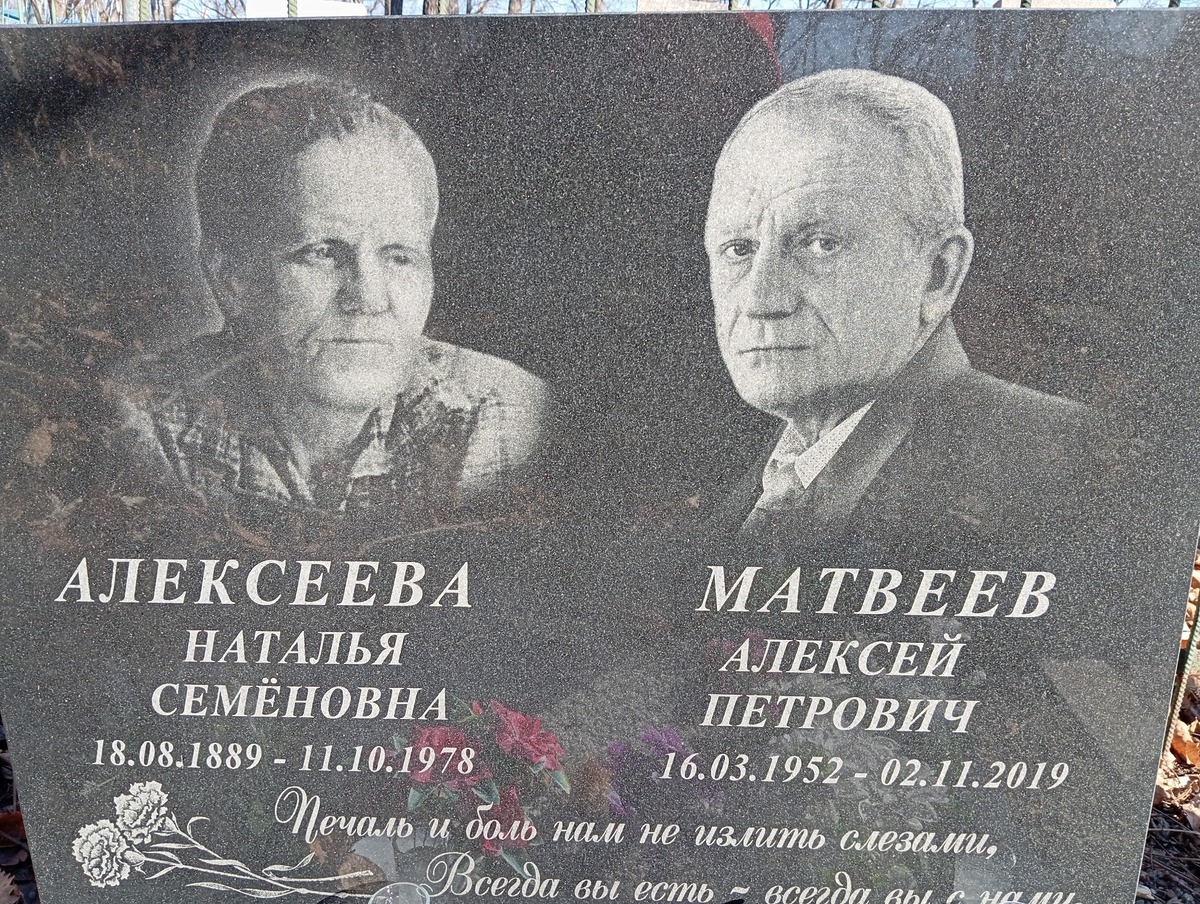 АЛЕКСЕЕВА
НАТАЛЬЯ
СЕМЁНОВНА
18.08.1889 - 11.10.1978
МАТВЕЕВ
АЛЕКСЕЙ
ПЕТРОВИЧ
16.03.1952 - 02.11.2019
Печаль и боль нам не излить слезами,
Всегда вы есть - всегда вы с нами.